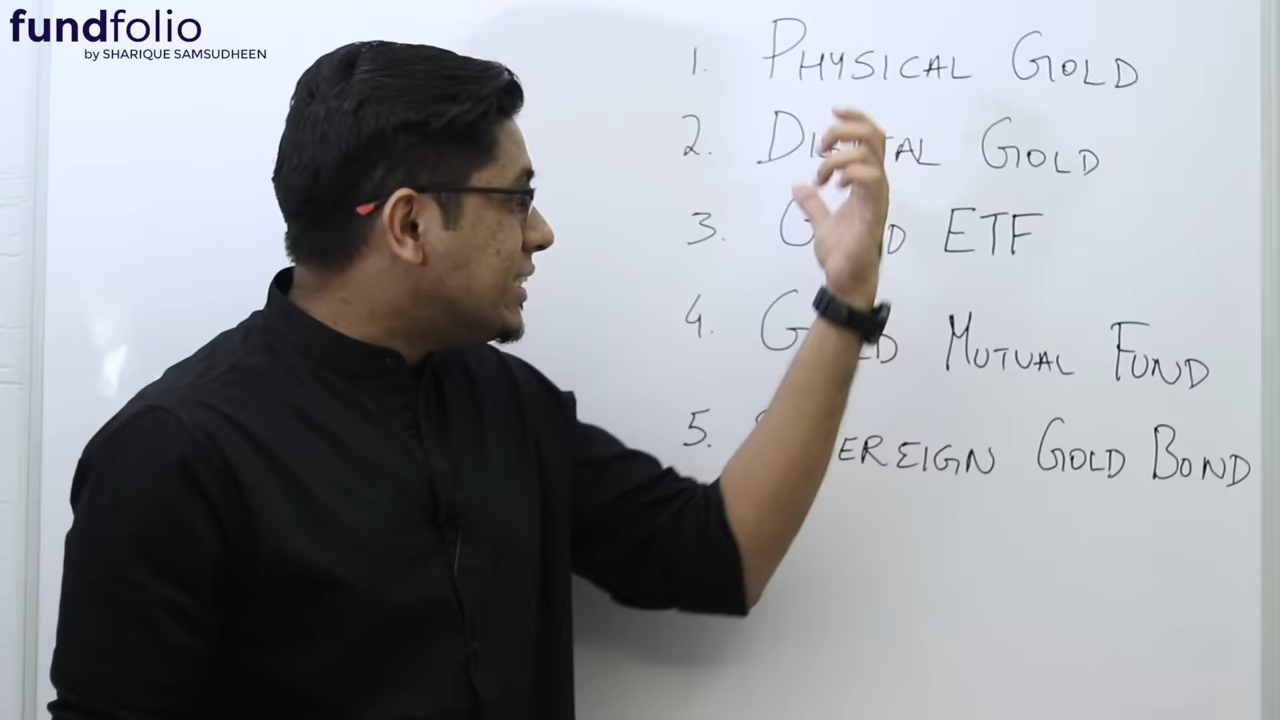 fundfolio
by SHARIQUE SAMSUDHEEN
1. PHYSICAL GOLD
2. GOLD
3. ETF
4. MUTUAL FUND
5. GOLD BOND